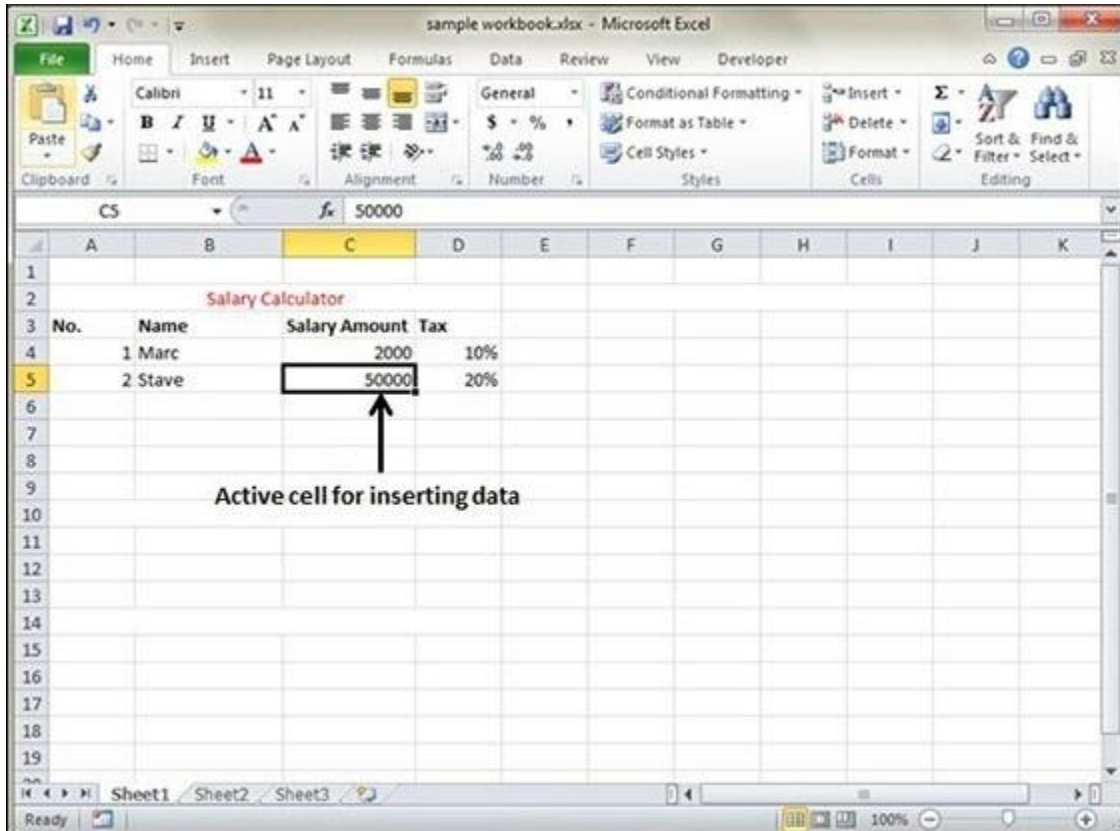 sample workbook.xlsx - Microsoft Excel
File Home Insert Page Layout Formulas Data Review View Developer
Calibri 11 General Conditional Formatting Insert Σ
Paste B I U A A $ % , Format as Table Delete Sort & Find &
A Cell Styles Format Filter Select
Clipboard Font Alignment Number Styles Cells Editing
C5 fx 50000
A B C D E F G H I J K
1
2 Salary Calculator
3 No. Name Salary Amount Tax
4 1 Marc 2000 10%
5 2 Stave 50000 20%
6
7
8
9 Active cell for inserting data
10
11
12
13
14
15
16
17
18
19
Sheet1 Sheet2 Sheet3
Ready 100%